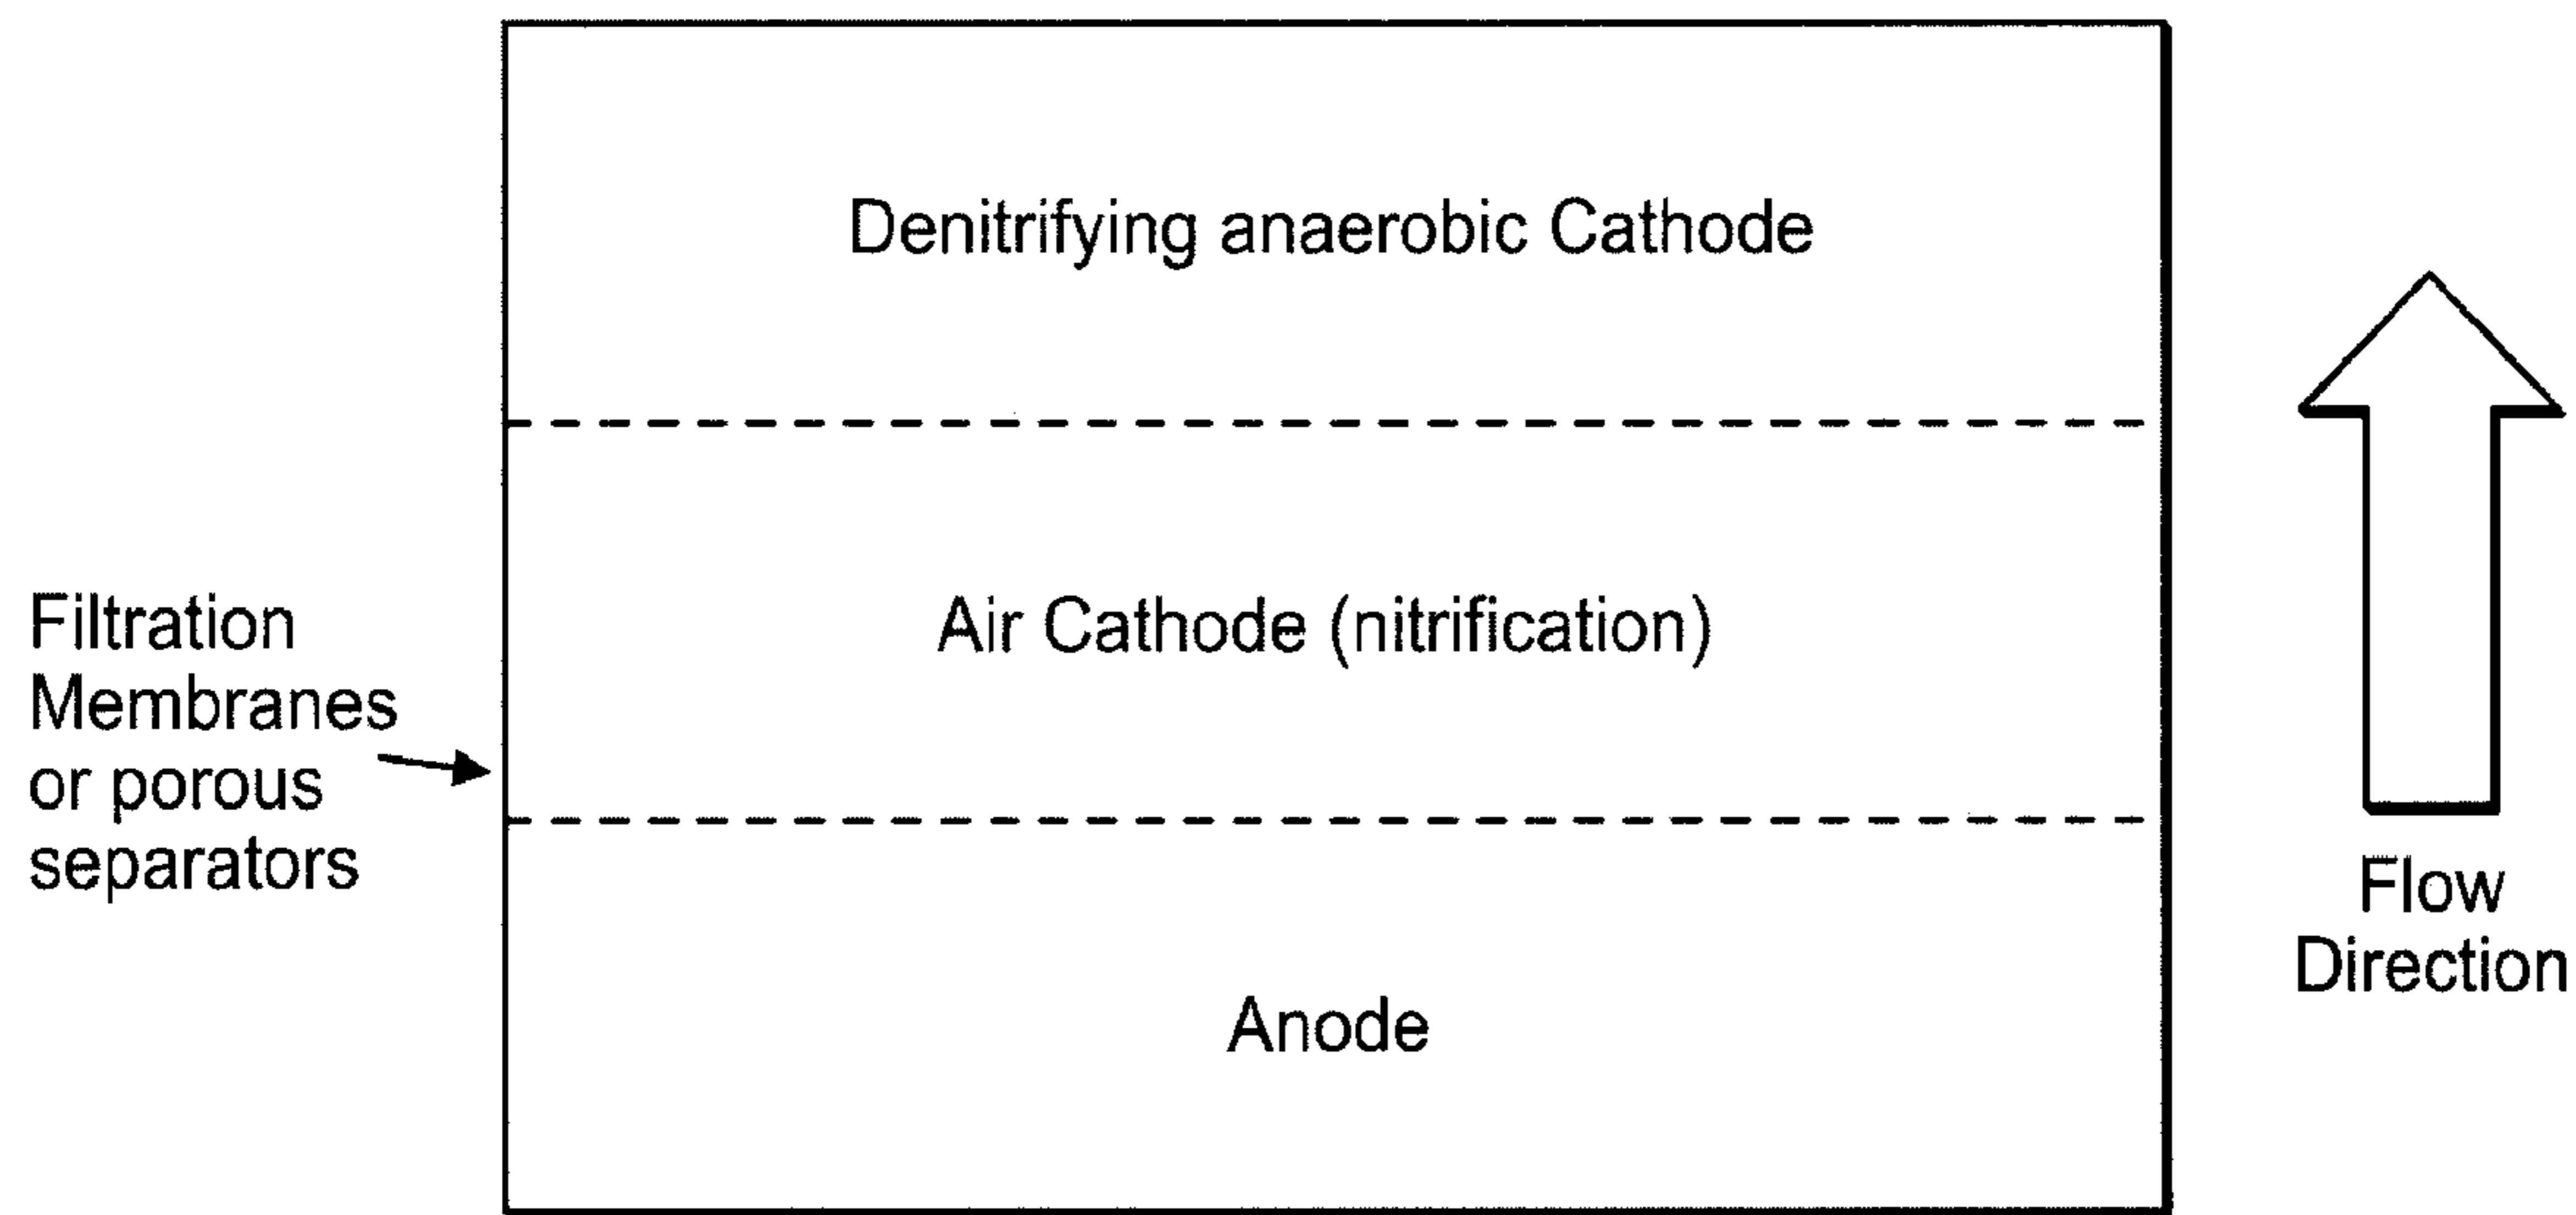 Denitrifying anaerobic Cathode
Air Cathode (nitrification)
Filtration
Membranes
or porous
separators
Anode
Flow
Direction